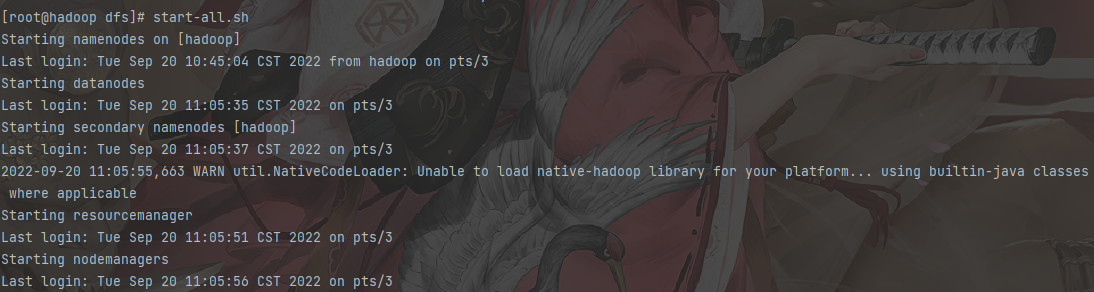 [root@hadoop dfs]# start-all.sh
Starting namenodes on [hadoop]
Last login: Tue Sep 20 10:45:04 CST 2022 from hadoop on pts/3
Starting datanodes
Last login: Tue Sep 20 11:05:35 CST 2022 on pts/3
Starting secondary namenodes [hadoop]
Last login: Tue Sep 20 11:05:37 CST 2022 on pts/3
2022-09-20 11:05:55,663 WARN util.NativeCodeLoader: Unable to load native-hadoop library for your platform... using builtin-java classes
 where applicable
Starting resourcemanager
Last login: Tue Sep 20 11:05:51 CST 2022 on pts/3
Starting nodemanagers
Last login: Tue Sep 20 11:05:56 CST 2022 on pts/3